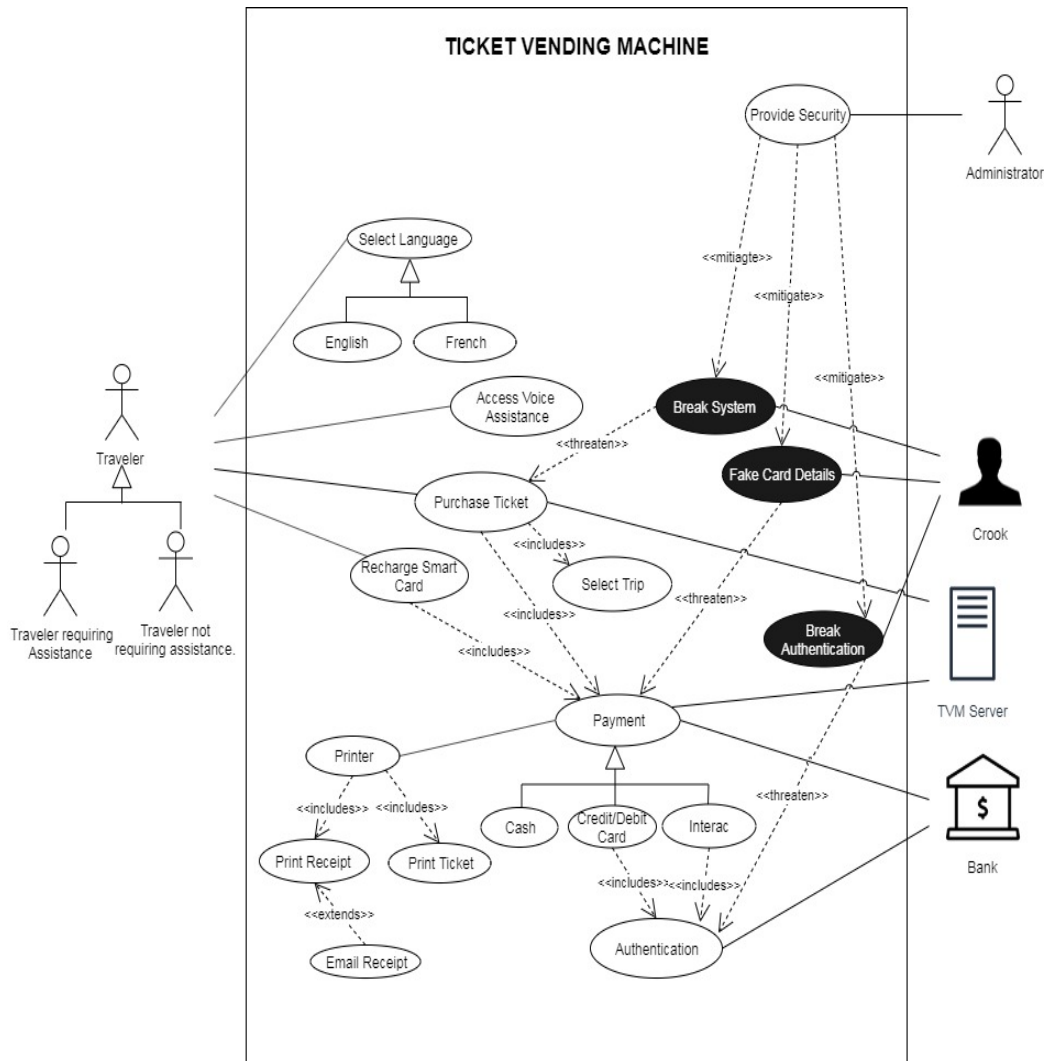 TICKET VENDING MACHINE
Provide Security
Administrator
Select Language
<<mitiagte>>
<<mitigate>>
English
French
<<mitigate>>
Access Voice
Assistance
Break System
Traveler
<<threaten>>
Fake Card Details
Purchase Ticket
Crook
<<includes>>
Recharge Smart
Card
Select Trip
<<threaten>>
<<includes>>
Traveler requiring
Assistance
Traveler not
requiring assistance.
Break
Authentication
<<includes>>
TVM Server
Payment
Printer
<<includes>>
<<includes>>
Cash
Credit/Debit
Card
Interac
<<threaten>>
$
Print Receipt
Print Ticket
Bank
<<includes>>
<<includes>>
<<extends>>
Authentication
Email Receipt